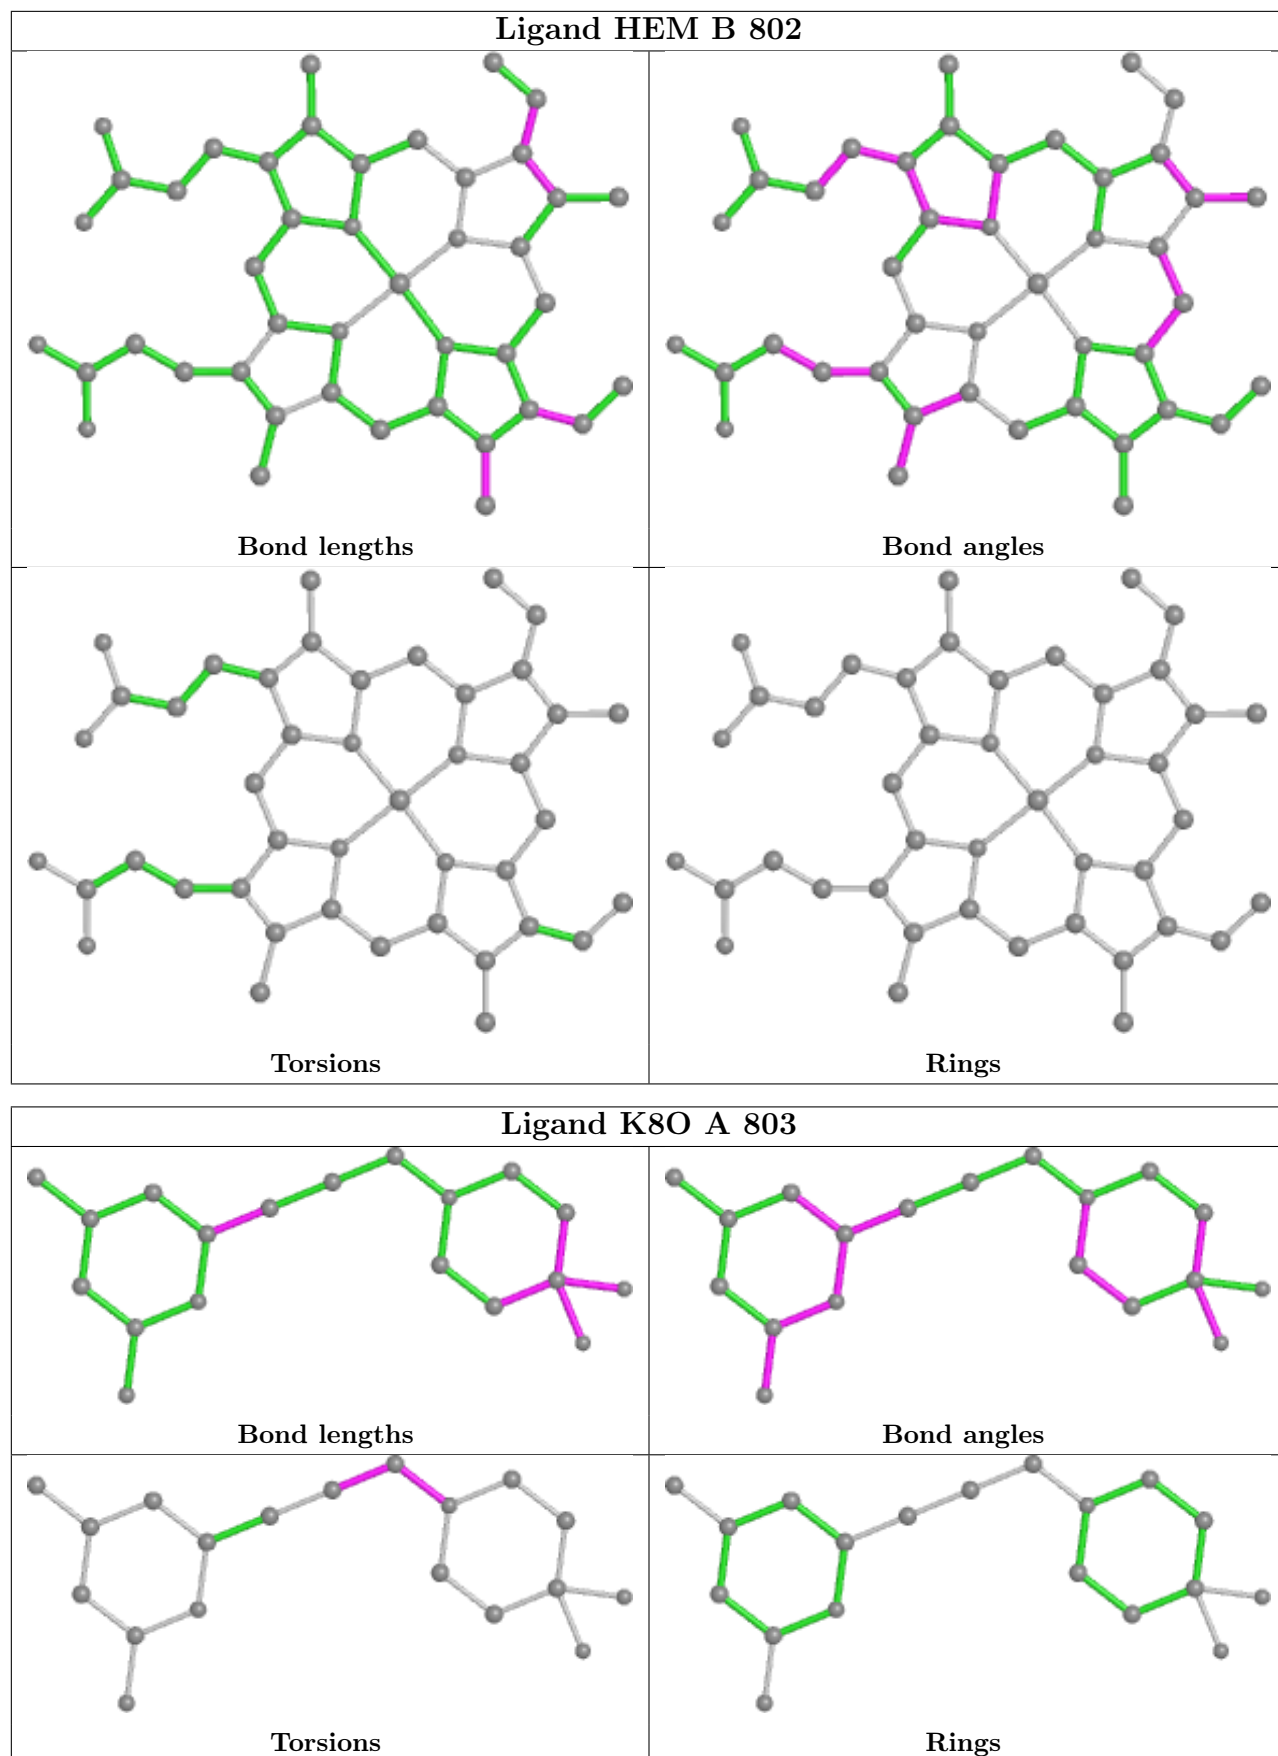 Ligand HEM B 802
Bond lengths
Bond angles
Torsions
Rings
Ligand K8O A 803
Bond lengths
Bond angles
Torsions
Rings